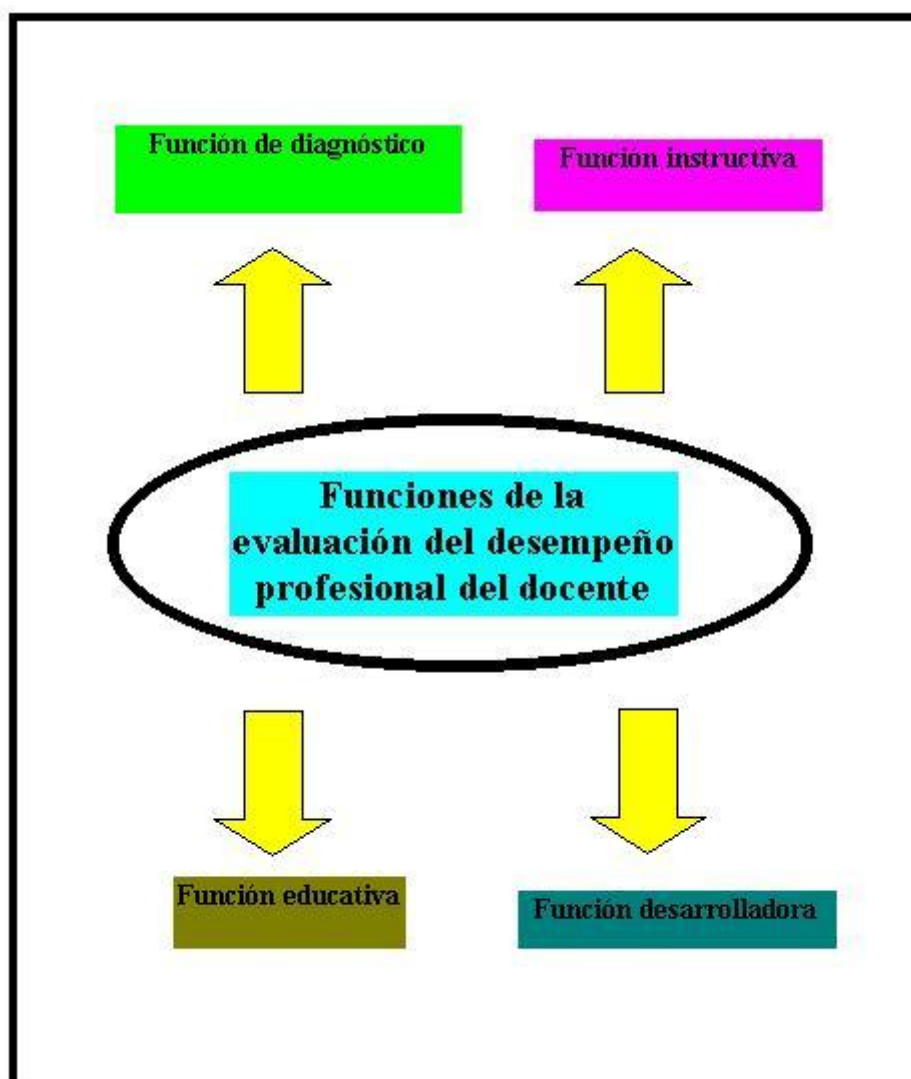 Función de diagnóstico
Función instructiva
Funciones de la
evaluación del desempeño
profesional del docente
Función educativa
Función desarrolladora